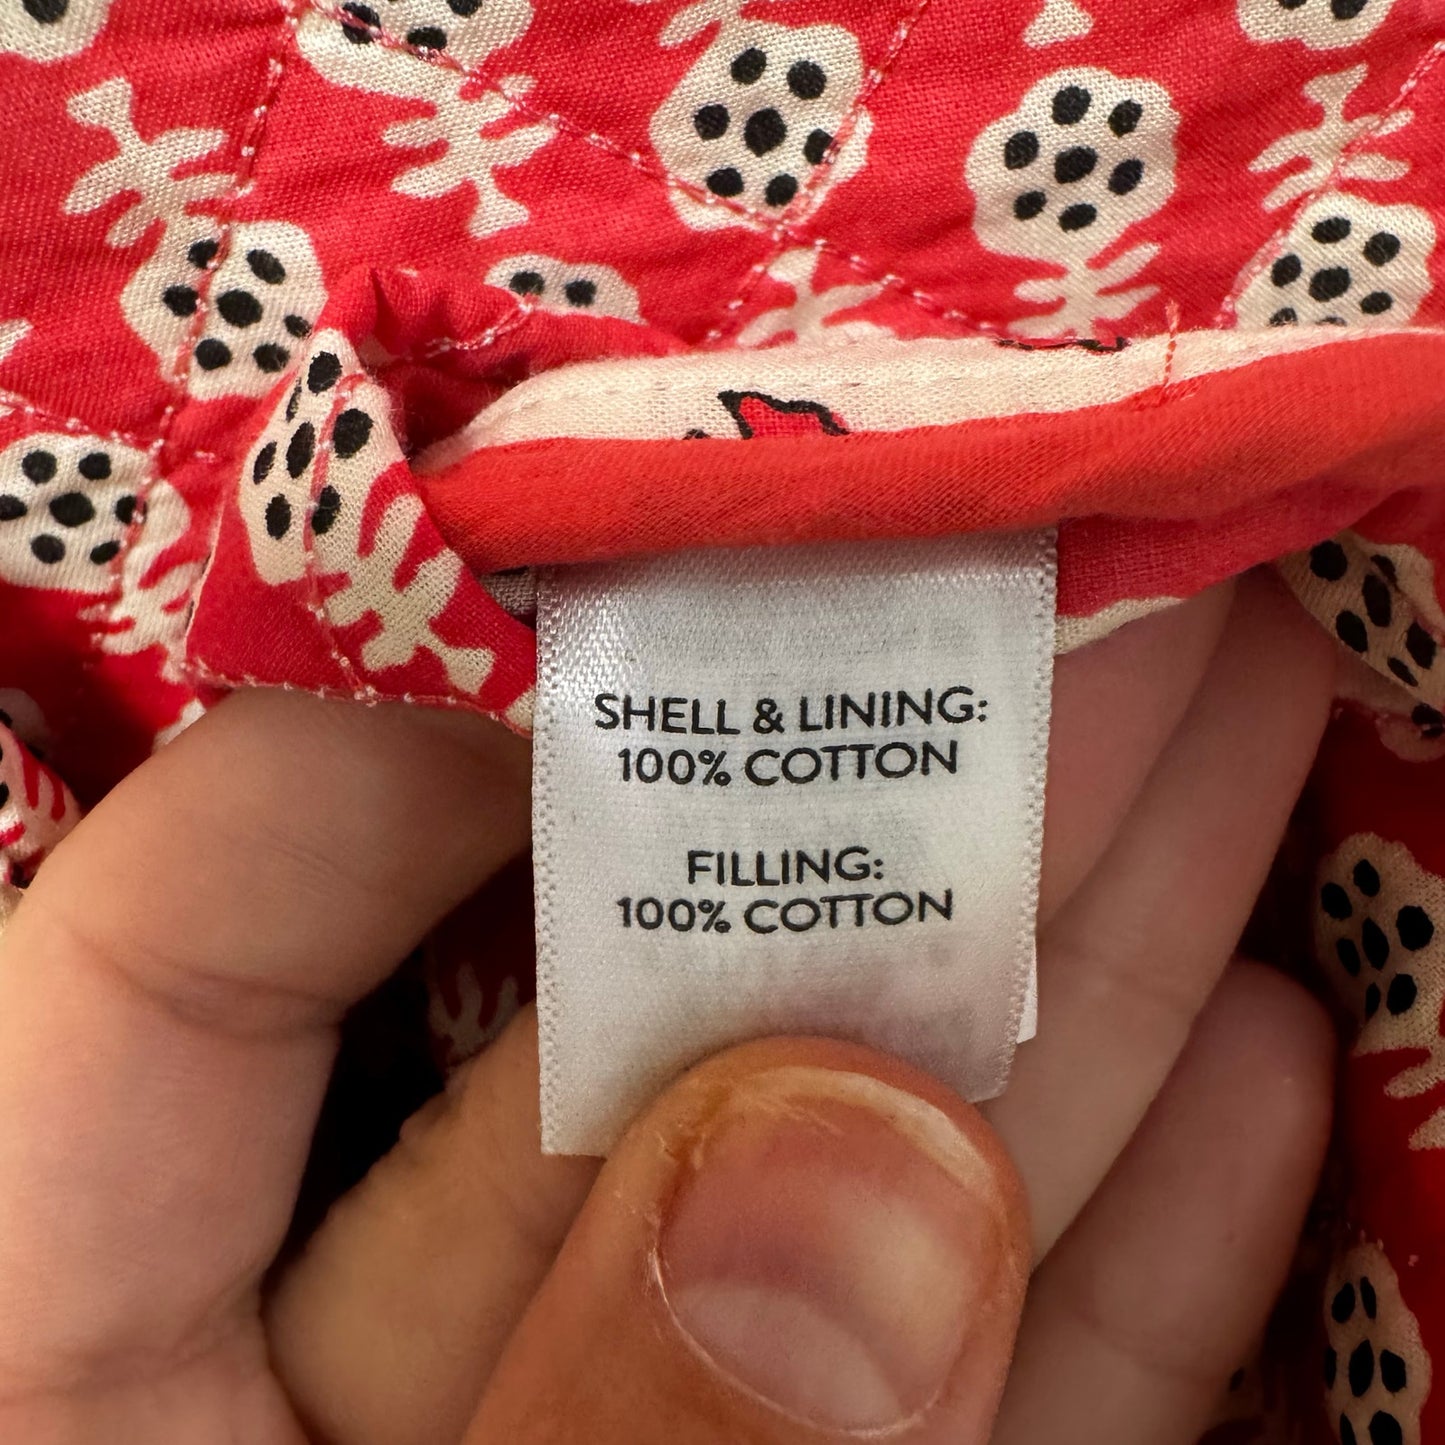 SHELL & LINING:
100% COTTON
FILLING:
100% COTTON